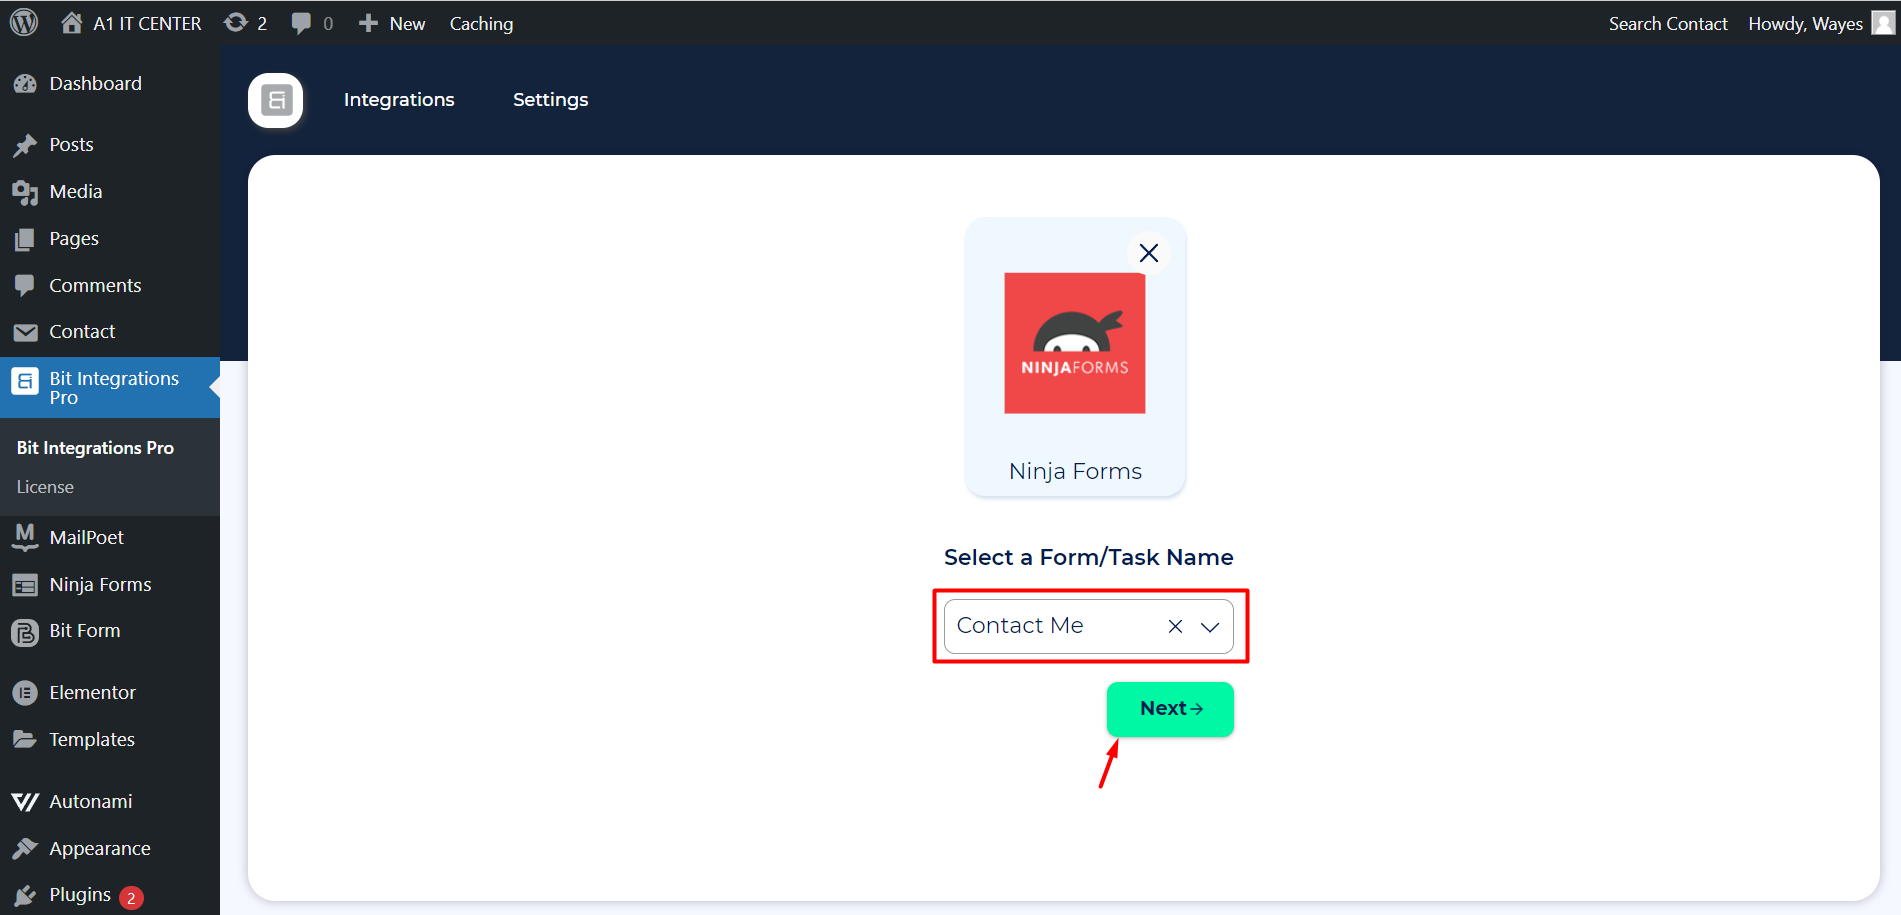 A1 IT CENTER 2 0 New Caching Search Contact Howdy, Wayes
Dashboard
Posts
Media
Pages
Comments
Contact
Bit Integrations
Pro
Bit Integrations Pro
License
MailPoet
Ninja Forms
Bit Form
Elementor
Templates
Autonami
Appearance
Plugins 2
Integrations Settings
NINJAFORMS
Ninja Forms
Select a Form/Task Name
Contact Me
Next→